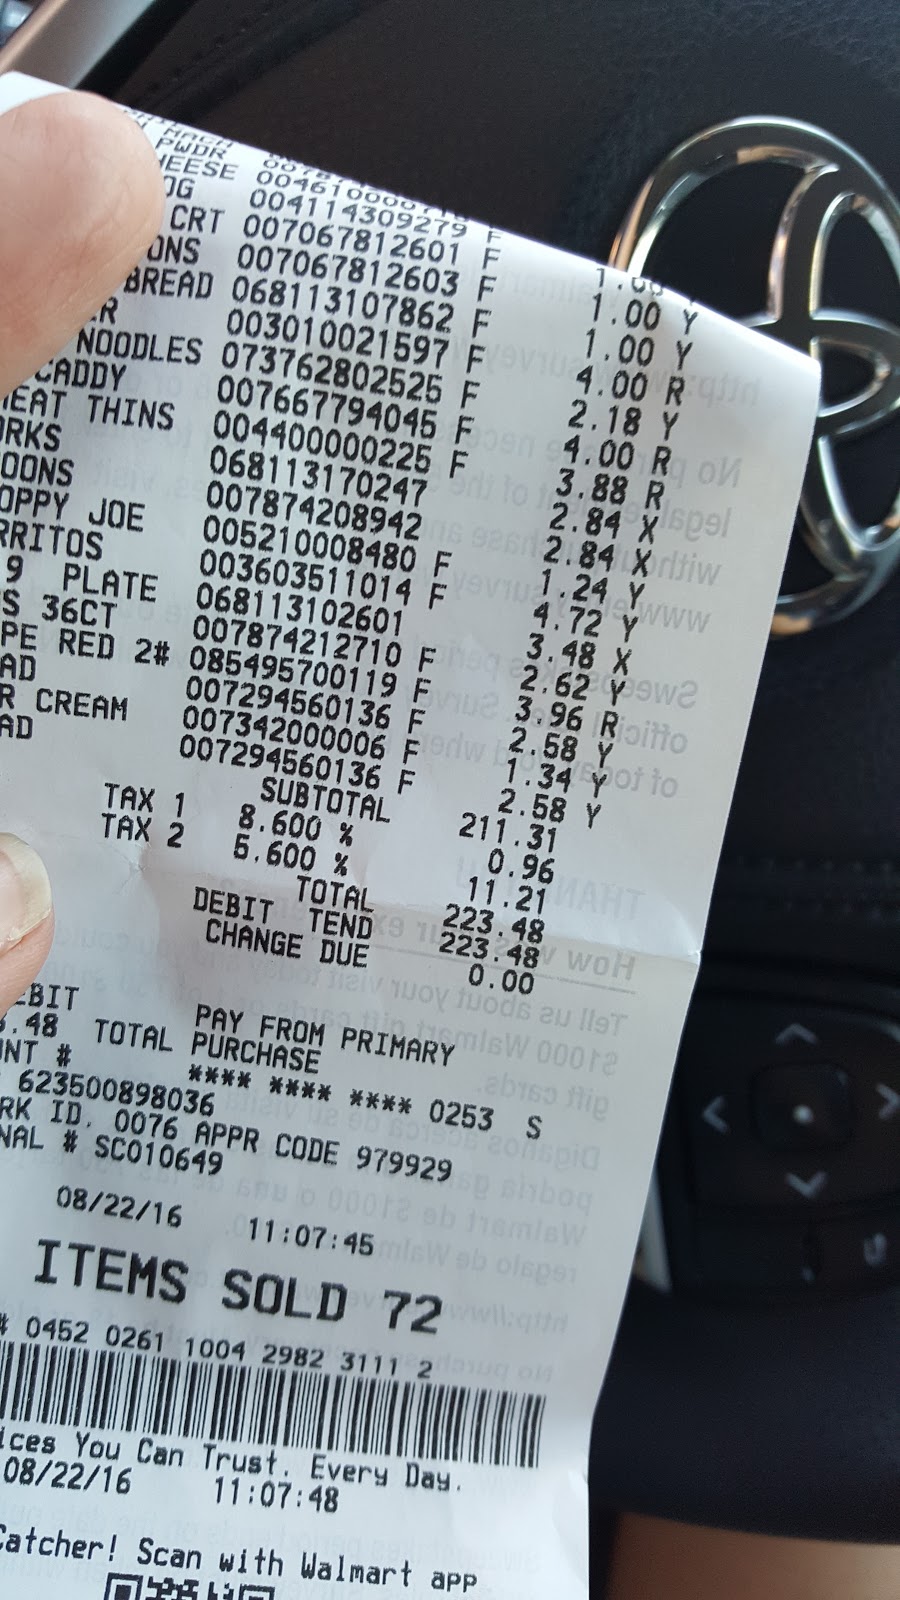 PWDR
HEESE
OG 004114309279 F
CRT 007067812601 F
ONS 007067812603 F 1.00 Y
BREAD 068113107862 F 1.00 Y
R 003010021597 F 4.00 R
NOODLES 073762802525 F 2.18 Y
CADDY 007667794045 F 4.00 R
EAT THINS 004400000225 F 3.88 R
RKS 068113170247 2.84 X
OONS 007874208942 2.84 X
OPPY JOE 005210008480 F 1.24 Y
RRITOS 003603511014 F 4.72 Y
9 PLATE 068113102601 3.48 X
S 36CT 007874212710 F 2.62 Y
PE RED 2# 085495700119 F 3.96 R
AD 007294560136 F 2.58 Y
R CREAM 007342000006 F 1.34 Y
AD 007294560136 F 2.58 Y
SUBTOTAL 211.31
TAX 1 8.600 % 0.96
TAX 2 5.600 % 11.21
TOTAL 223.48
DEBIT TEND 223.48
CHANGE DUE 0.00
EBIT PAY FROM PRIMARY
.48 TOTAL PURCHASE
UNT # **** **** **** 0253 S
623500898036
RK ID. 0076 APPR CODE 979929
NAL # SC010649
08/22/16 11:07:45
ITEMS SOLD 72
# 0452 0261 1004 2982 3111 2
ices You Can Trust. Every Day.
08/22/16 11:07:48
Catcher! Scan with Walmart app